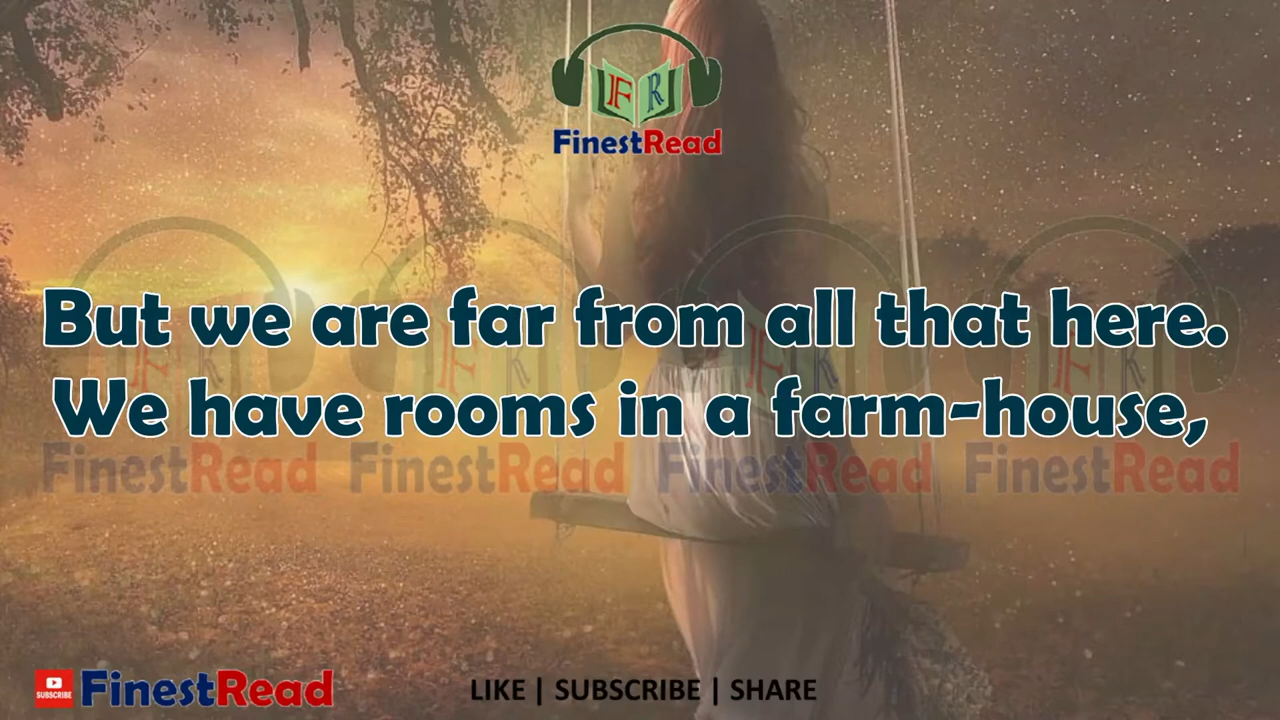 F R
FinestRead
But we are far from all that here.
We have rooms in a farm-house,
FinestRead FinestRead FinestRead FinestRead
SUBSCRIBE FinestRead LIKE | SUBSCRIBE | SHARE